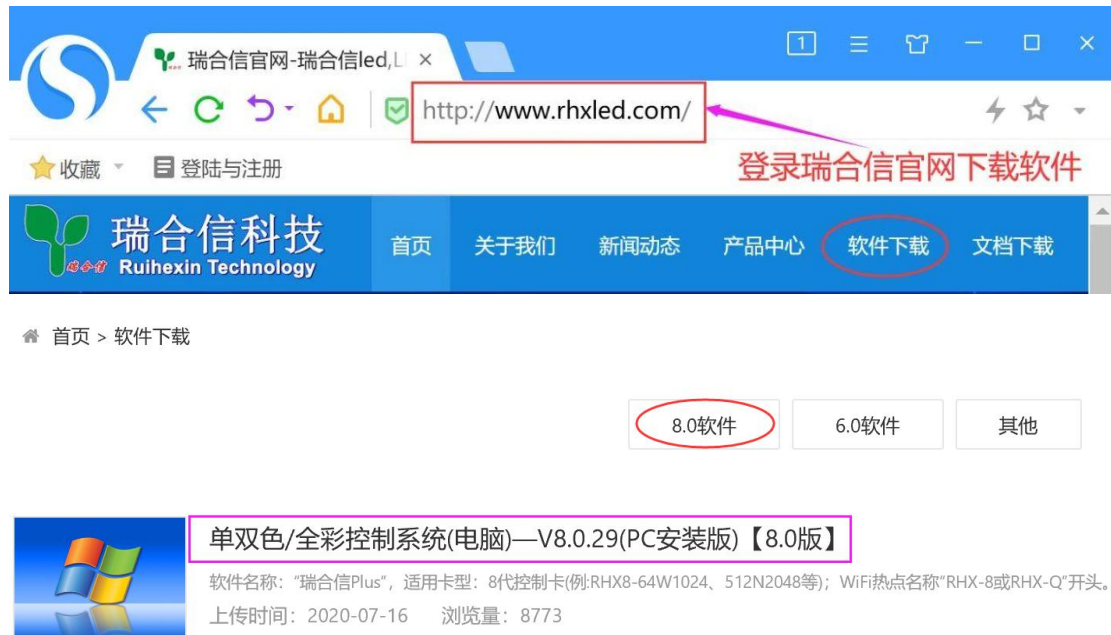 瑞合信官网-瑞合信led,L
1
http://www.rhxled.com/
登录瑞合信官网下载软件
收藏
登陆与注册
瑞合信
瑞合信科技
Ruihexin Technology
首页 关于我们 新闻动态 产品中心 软件下载 文档下载
首页 > 软件下载
8.0软件 6.0软件 其他
单双色/全彩控制系统(电脑)—V8.0.29(PC安装版)【8.0版】
软件名称：“瑞合信Plus”，适用卡型：8代控制卡(例:RHX8-64W1024、512N2048等)；WiFi热点名称“RHX-8或RHX-Q”开头。
上传时间：2020-07-16 浏览量：8773